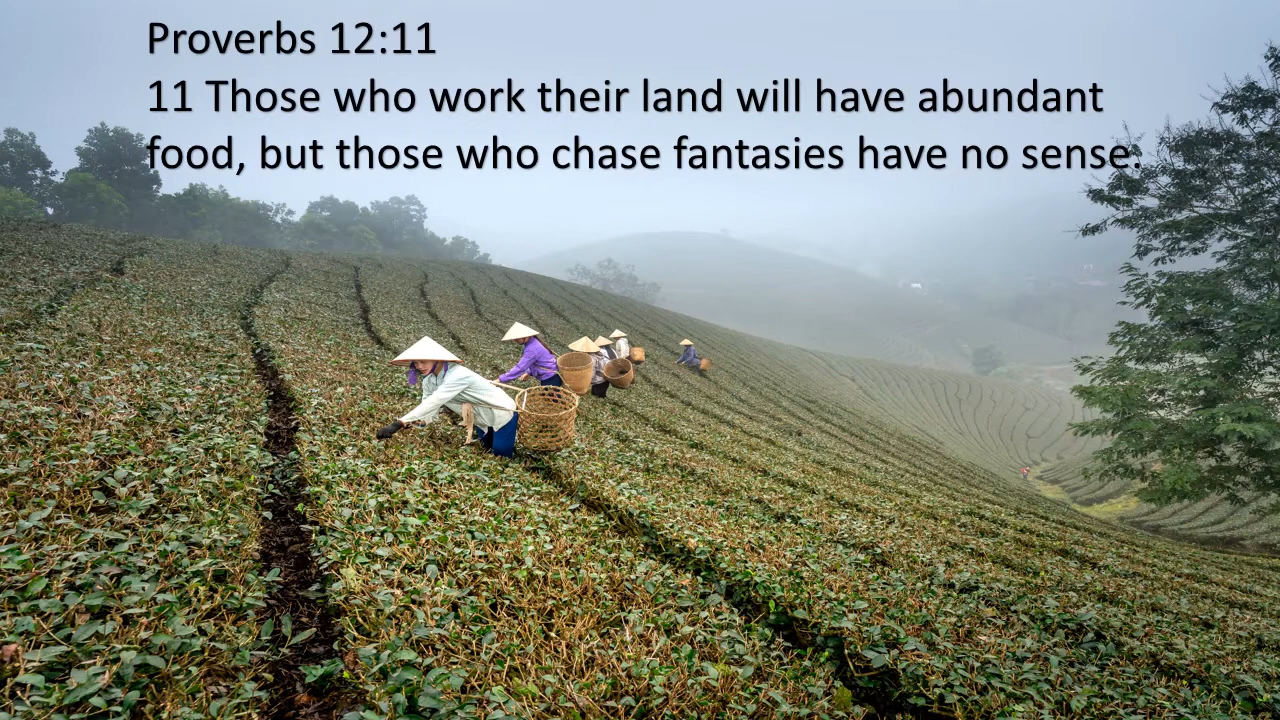 Proverbs 12:11
11 Those who work their land will have abundant
food, but those who chase fantasies have no sense.